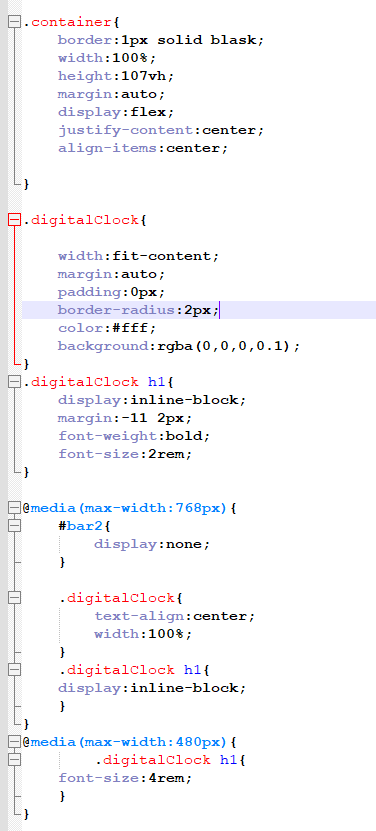 .container{
border:1px solid blask;
width:100%;
height:107vh;
margin:auto;
display:flex;
justify-content:center;
align-items:center;
}
.digitalClock{
width:fit-content;
margin:auto;
padding:0px;
border-radius:2px;
color:#fff;
background:rgba(0,0,0,0.1);
}
.digitalClock h1{
display:inline-block;
margin:-11 2px;
font-weight:bold;
font-size:2rem;
}
@media(max-width:768px){
#bar2{
display:none;
}
.digitalClock{
text-align:center;
width:100%;
}
.digitalClock h1{
display:inline-block;
}
}
@media(max-width:480px){
.digitalClock h1{
font-size:4rem;
}
}